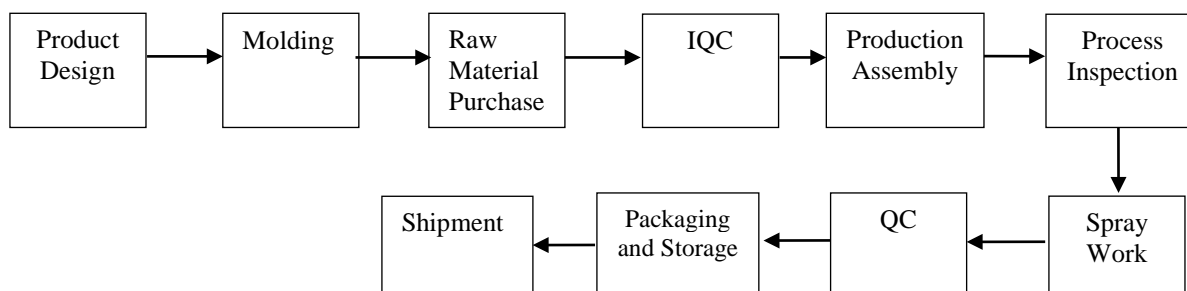 Product
Design
Molding
Raw
Material
Purchase
IQC
Production
Assembly
Process
Inspection
Spray
Work
QC
Packaging
and Storage
Shipment